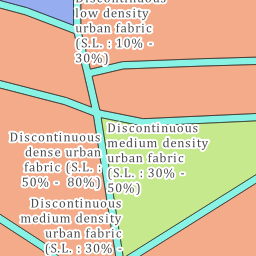 Discontinuous
low density
urban fabric
(S.L. : 10% -
30%)
Discontinuous
dense urban
fabric (S.L. :
50% - 80%)
Discontinuous
medium density
urban fabric
(S.L. : 30% -
50%)
Discontinuous
medium density
urban fabric
(S.L. : 30% -